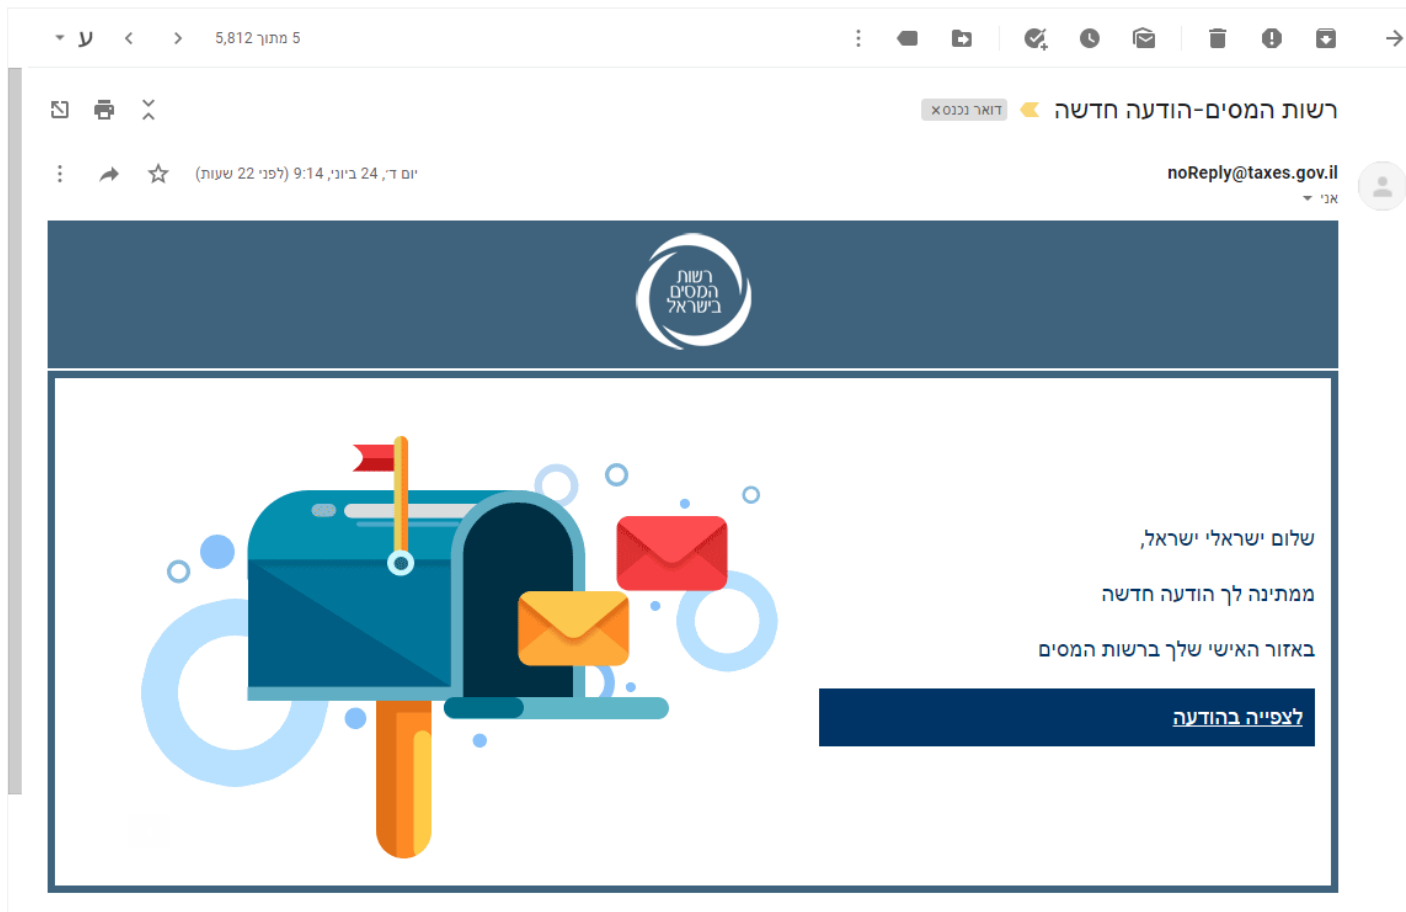 5 מתוך 5,812
ע
רשות המסים-הודעה חדשה
דואר נכנס ×
noReply@taxes.gov.il
יום ד׳, 24 ביוני, 9:14 (לפני 22 שעות)
אני
רשות
המסים
בישראל
שלום ישראלי ישראל,
ממתינה לך הודעה חדשה
באזור האישי שלך ברשות המסים
לצפייה בהודעה